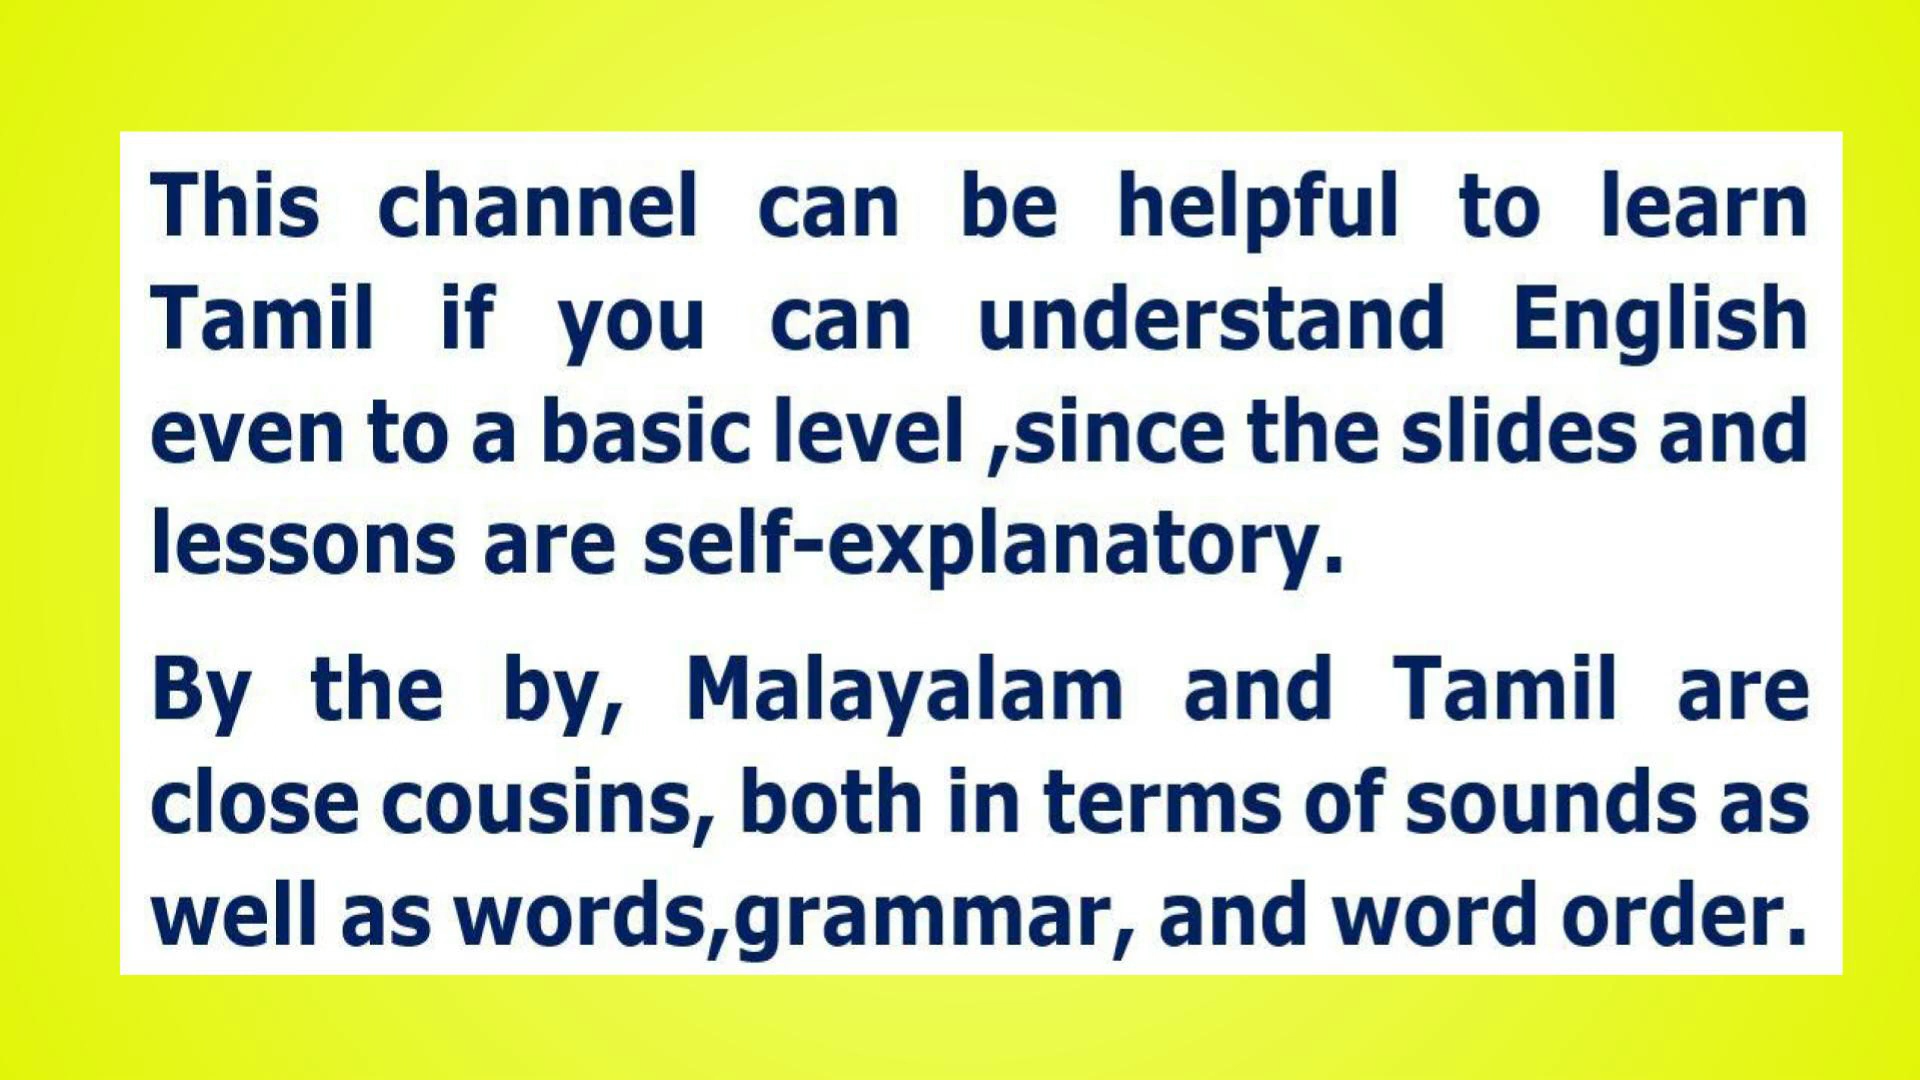 This channel can be helpful to learn
Tamil if you can understand English
even to a basic level ,since the slides and
lessons are self-explanatory.
By the by, Malayalam and Tamil are
close cousins, both in terms of sounds as
well as words,grammar, and word order.